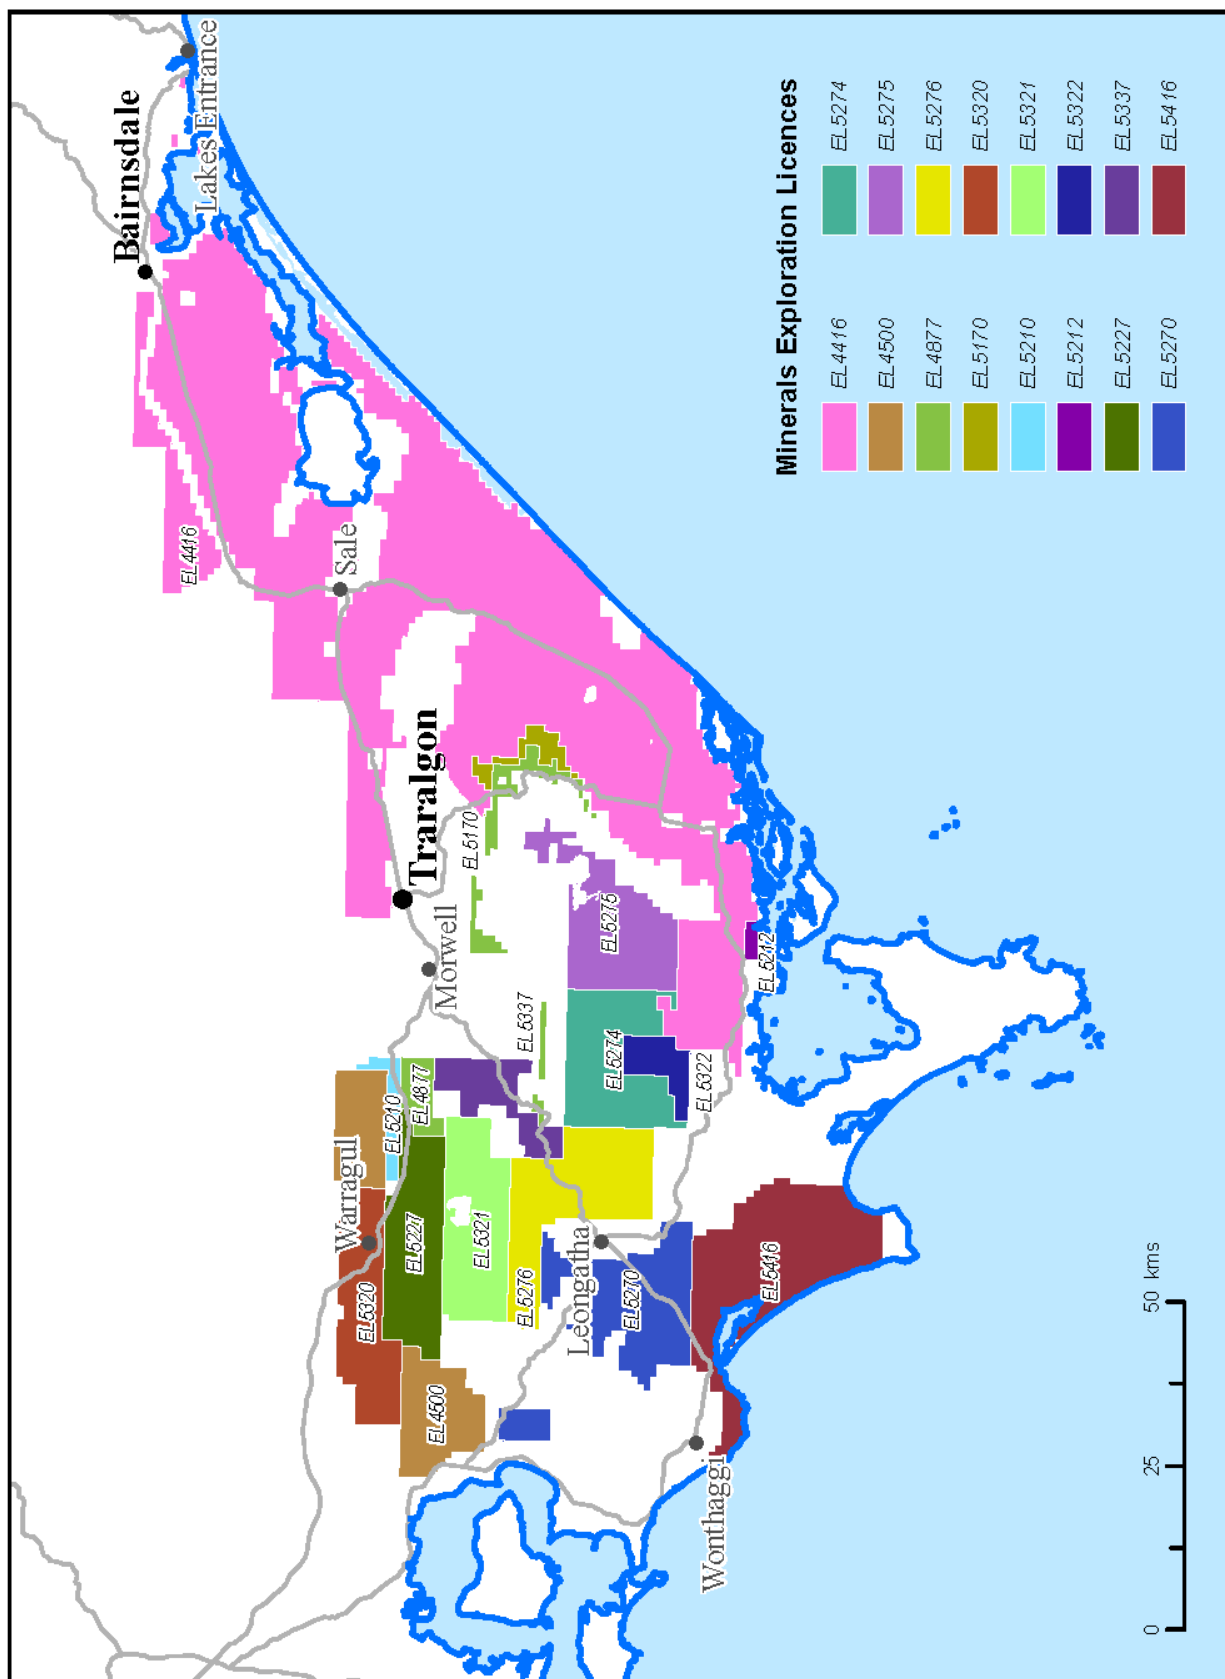 Bairnsdale
Lakes Entrance
EL4416
Sale
Traralgon
Morwell
EL5170
EL5275
EL5212
EL5337
EL5274
EL5322
EL4877
EL5210
Warragul
EL5227
EL5321
EL5320
EL5276
Leongatha
EL5270
EL5416
EL4500
Wonthaggi
Minerals Exploration Licences
EL4416 EL5274
EL4500 EL5275
EL4877 EL5276
EL5170 EL5320
EL5210 EL5321
EL5212 EL5322
EL5227 EL5337
EL5270 EL5416
0 25 50 kms